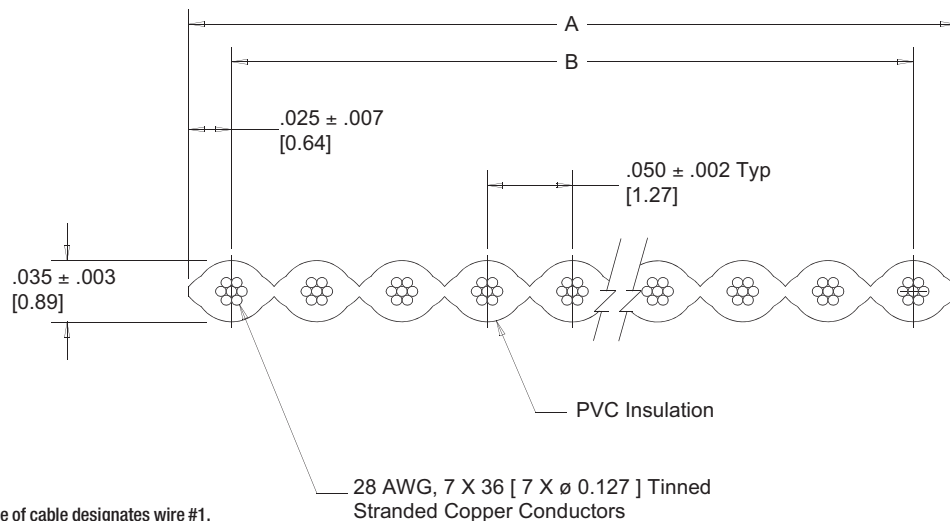 A
B
.025 ± .007
[0.64]
.050 ± .002 Typ
[1.27]
.035 ± .003
[0.89]
PVC Insulation
28 AWG, 7 X 36 [ 7 X ø 0.127 ] Tinned
Stranded Copper Conductors
e of cable designates wire #1.